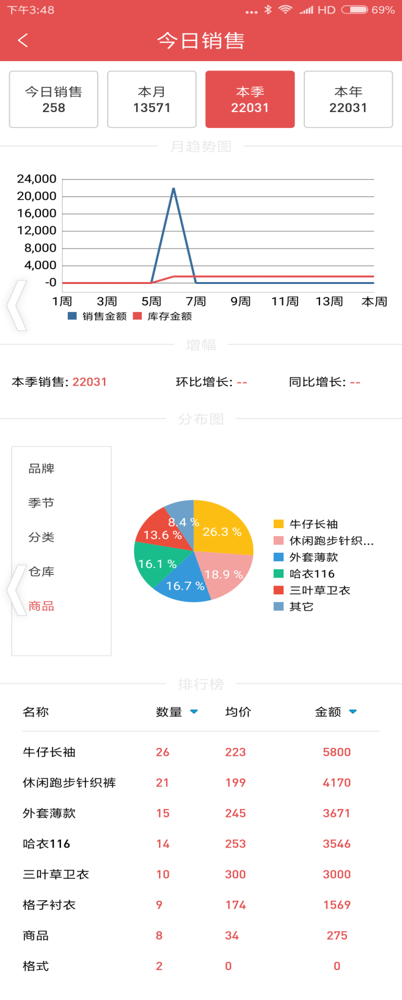 下午3:48 ... HD 69%
今日销售
今日销售 本月 本季 本年
258 13571 22031 22031
月趋势图
24,000
20,000
16,000
12,000
8,000
4,000
-0
1周 3周 5周 7周 9周 11周 13周 本周
销售金额 库存金额
增幅
本季销售: 22031 环比增长: -- 同比增长: --
分布图
品牌
季节
分类
仓库
商品
8.4 %
26.3 %
13.6 %
16.1 %
18.9 %
16.7 %
牛仔长袖
休闲跑步针织...
外套薄款
哈衣116
三叶草卫衣
其它
排行榜
名称 数量 均价 金额
牛仔长袖 26 223 5800
休闲跑步针织裤 21 199 4170
外套薄款 15 245 3671
哈衣116 14 253 3546
三叶草卫衣 10 300 3000
格子衬衣 9 174 1569
商品 8 34 275
格式 2 0 0